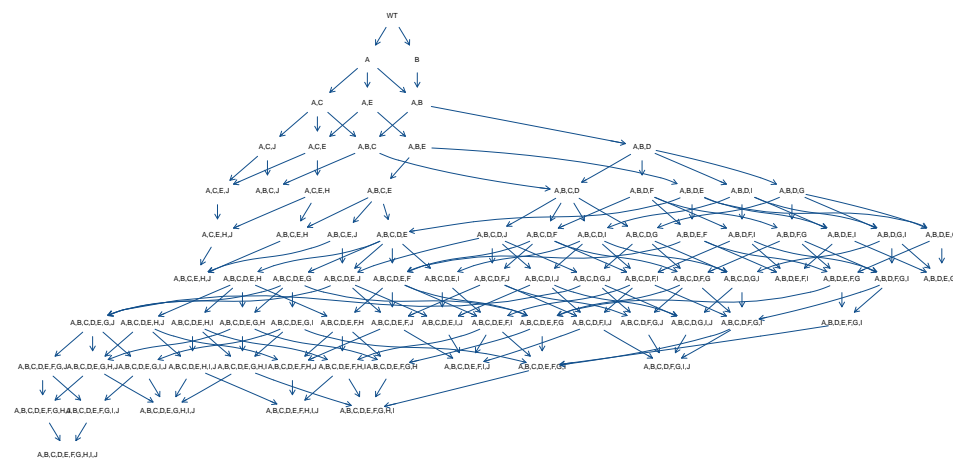 WT
A B
A,C A,E A,B
A,C,J A,C,E A,B,C A,B,E A,B,D
A,C,E,J A,B,C,J A,C,E,H A,B,C,E A,B,C,D A,B,D,F A,B,D,E A,B,D,I A,B,D,G
A,C,E,H,J A,B,C,E,H A,B,C,E,J A,B,C,D,E A,B,C,D,J A,B,C,D,F A,B,C,D,I A,B,C,D,G A,B,D,E,F A,B,D,F,I A,B,D,F,G A,B,D,E,I A,B,D,G,I A,B,D,E,
A,B,C,E,H,J A,B,C,D,E,H A,B,C,D,E,G A,B,C,D,E,J A,B,C,D,E,F A,B,C,D,E,I A,B,C,D,F,J A,B,C,D,I,J A,B,C,D,G,J A,B,C,D,F,I A,B,C,D,F,G A,B,C,D,G,I A,B,D,E,F,I A,B,D,E,F,G A,B,D,F,G,I A,B,D,E,G
A,B,C,D,E,G,J A,B,C,D,E,H,J A,B,C,D,E,H,I A,B,C,D,E,G,H A,B,C,D,E,G,I A,B,C,D,E,F,H A,B,C,D,E,F,J A,B,C,D,E,I,J A,B,C,D,E,F,I A,B,C,D,E,F,G A,B,C,D,F,I,J A,B,C,D,F,G,J A,B,C,D,G,I,J A,B,C,D,F,G,I A,B,D,E,F,G,I
A,B,C,D,E,F,G,J A,B,C,D,E,G,H,J A,B,C,D,E,G,I,J A,B,C,D,E,H,I,J A,B,C,D,E,G,H,I A,B,C,D,E,F,H,J A,B,C,D,E,F,H,I A,B,C,D,E,F,G,H A,B,C,D,E,F,I,J A,B,C,D,F,G,I,J
A,B,C,D,E,F,G,I,J A,B,C,D,E,G,H,I,J A,B,C,D,E,F,H,I,J A,B,C,D,E,F,G,H,I
A,B,C,D,E,F,G,H,I,J